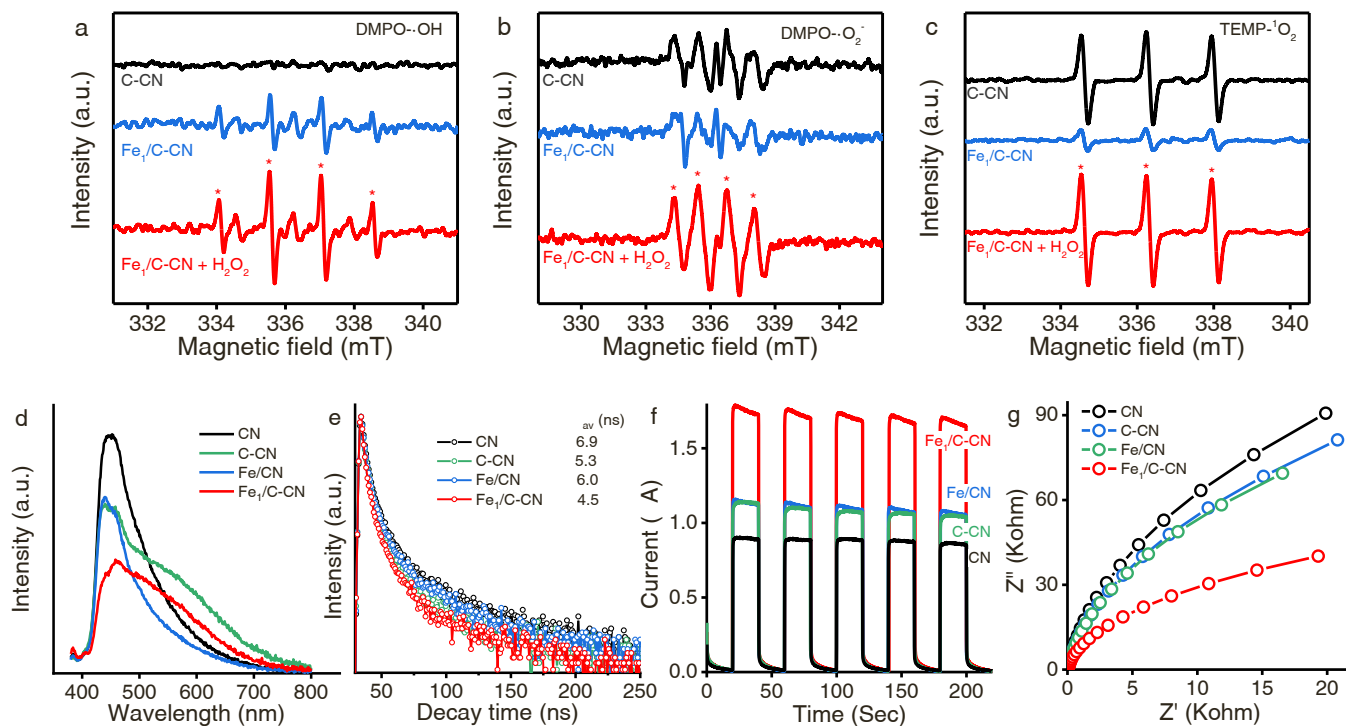 a
DMPO-·OH
C-CN
Fe₁/C-CN
* * * *
Fe₁/C-CN + H₂O₂
Intensity (a.u.)
332 334 336 338 340
Magnetic field (mT)
b
DMPO-·O₂⁻
C-CN
Fe₁/C-CN
* * * *
Fe₁/C-CN + H₂O₂
Intensity (a.u.)
330 333 336 339 342
Magnetic field (mT)
c
TEMP-¹O₂
C-CN
Fe₁/C-CN
* * *
Fe₁/C-CN + H₂O₂
Intensity (a.u.)
332 334 336 338 340
Magnetic field (mT)
d
CN
C-CN
Fe/CN
Fe₁/C-CN
Intensity (a.u.)
400 500 600 700 800
Wavelength (nm)
e
av (ns)
CN 6.9
C-CN 5.3
Fe/CN 6.0
Fe₁/C-CN 4.5
Intensity (a.u.)
50 100 150 200 250
Decay time (ns)
f
Fe₁/C-CN
Fe/CN
C-CN
CN
Current ( A)
1.5
1.0
0.5
0.0
0 50 100 150 200
Time (Sec)
g
CN
C-CN
Fe/CN
Fe₁/C-CN
Z'' (Kohm)
90
60
30
0
0 5 10 15 20
Z' (Kohm)